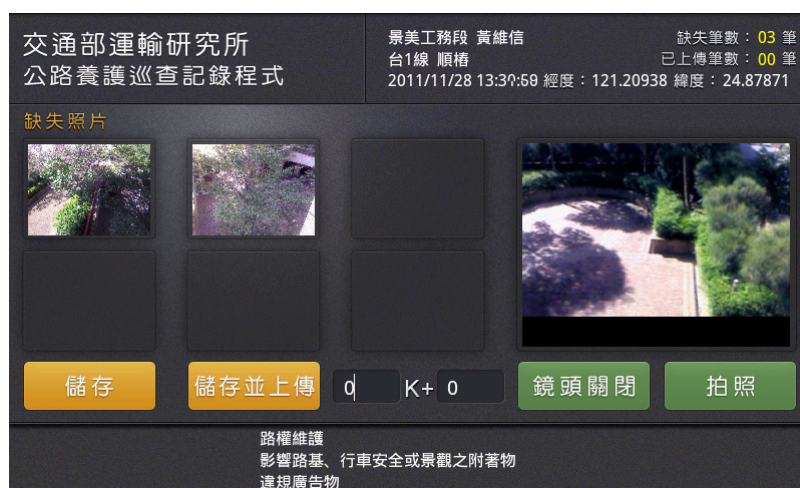 交通部運輸研究所
公路養護巡查記錄程式
景美工務段 黃維信
台1線 順樁
缺失筆數：03 筆
已上傳筆數：00 筆
經度：121.20938 緯度：24.87871
2011/11/28
缺失照片
儲存
儲存並上傳
0
K+
0
鏡頭關閉
拍照
路權維護
影響路基、行車安全或景觀之附著物
違規廣告物